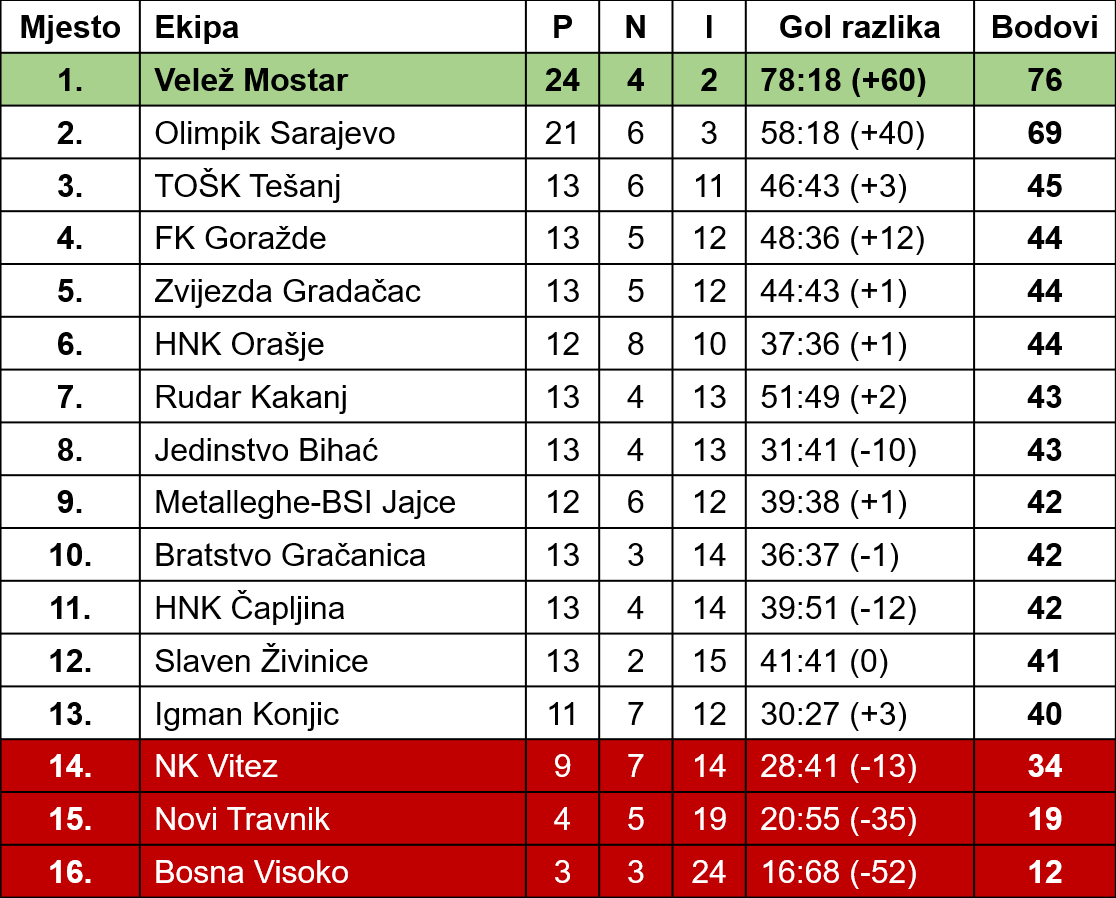 Mjesto Ekipa P N I Gol razlika Bodovi
1. Velež Mostar 24 4 2 78:18 (+60) 76
2. Olimpik Sarajevo 21 6 3 58:18 (+40) 69
3. TOŠK Tešanj 13 6 11 46:43 (+3) 45
4. FK Goražde 13 5 12 48:36 (+12) 44
5. Zvijezda Gradačac 13 5 12 44:43 (+1) 44
6. HNK Orašje 12 8 10 37:36 (+1) 44
7. Rudar Kakanj 13 4 13 51:49 (+2) 43
8. Jedinstvo Bihać 13 4 13 31:41 (-10) 43
9. Metalleghe-BSI Jajce 12 6 12 39:38 (+1) 42
10. Bratstvo Gračanica 13 3 14 36:37 (-1) 42
11. HNK Čapljina 13 4 14 39:51 (-12) 42
12. Slaven Živinice 13 2 15 41:41 (0) 41
13. Igman Konjic 11 7 12 30:27 (+3) 40
14. NK Vitez 9 7 14 28:41 (-13) 34
15. Novi Travnik 4 5 19 20:55 (-35) 19
16. Bosna Visoko 3 3 24 16:68 (-52) 12